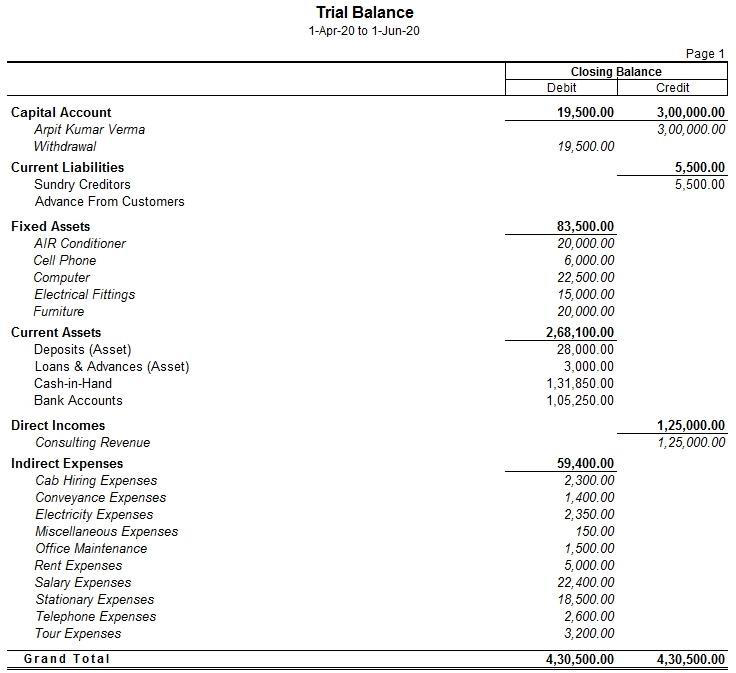 Trial Balance
1-Apr-20 to 1-Jun-20
Page 1
Closing Balance
Debit Credit
Capital Account 19,500.00 3,00,000.00
Arpit Kumar Verma 3,00,000.00
Withdrawal 19,500.00
Current Liabilities 5,500.00
Sundry Creditors 5,500.00
Advance From Customers
Fixed Assets 83,500.00
AIR Conditioner 20,000.00
Cell Phone 6,000.00
Computer 22,500.00
Electrical Fittings 15,000.00
Furniture 20,000.00
Current Assets 2,68,100.00
Deposits (Asset) 28,000.00
Loans & Advances (Asset) 3,000.00
Cash-in-Hand 1,31,850.00
Bank Accounts 1,05,250.00
Direct Incomes 1,25,000.00
Consulting Revenue 1,25,000.00
Indirect Expenses 59,400.00
Cab Hiring Expenses 2,300.00
Conveyance Expenses 1,400.00
Electricity Expenses 2,350.00
Miscellaneous Expenses 150.00
Office Maintenance 1,500.00
Rent Expenses 5,000.00
Salary Expenses 22,400.00
Stationary Expenses 18,500.00
Telephone Expenses 2,600.00
Tour Expenses 3,200.00
Grand Total 4,30,500.00 4,30,500.00